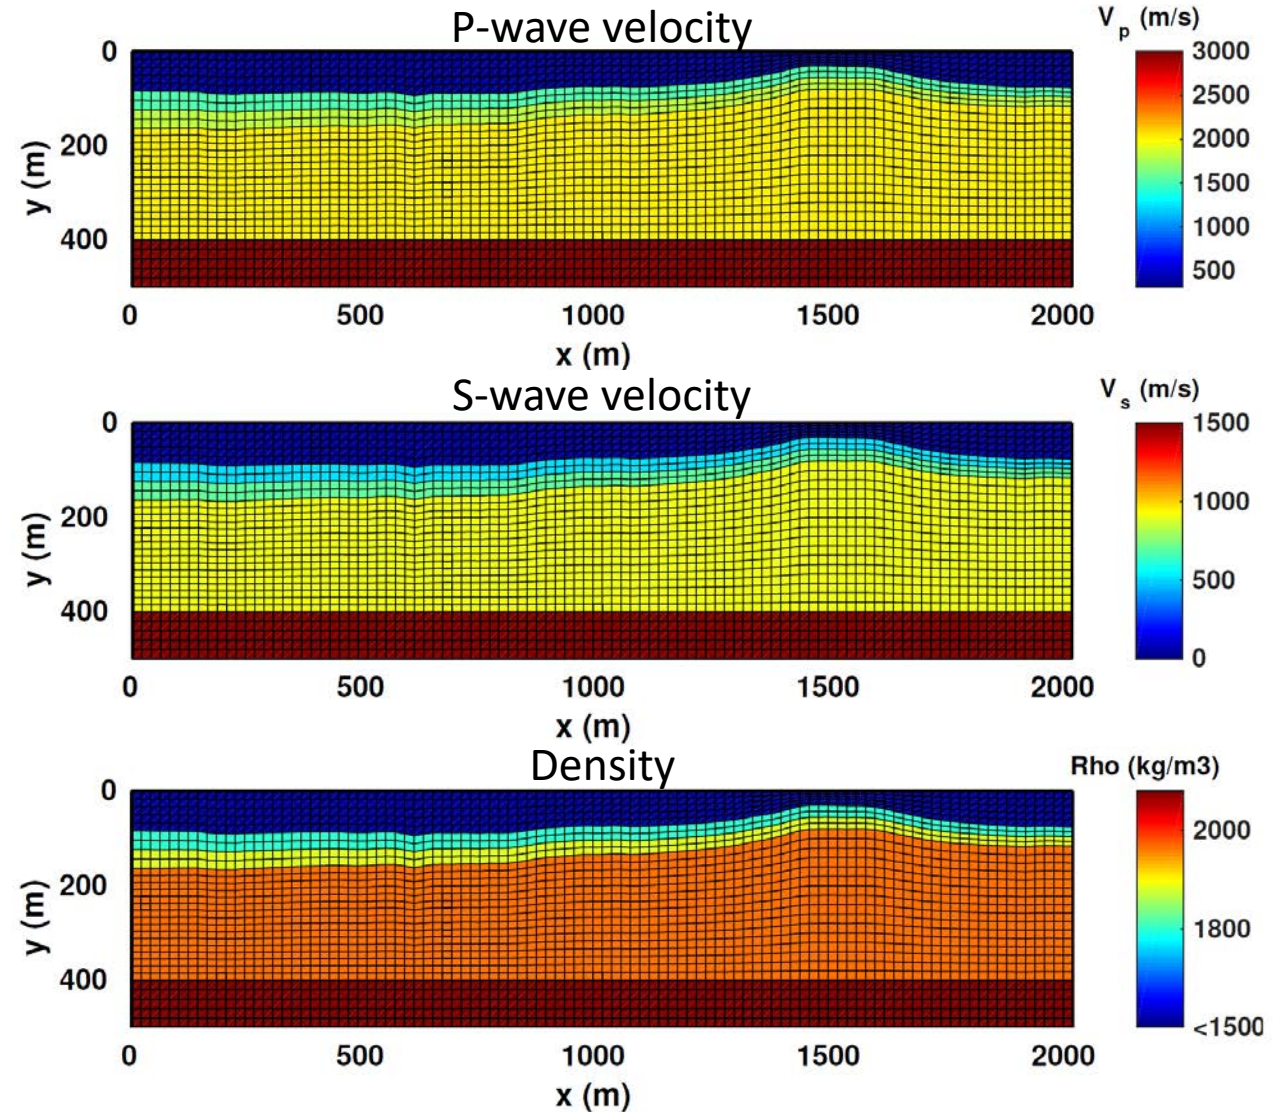 P-wave velocity
V_p (m/s)
0
200
400
y (m)
0 500 1000 1500 2000
x (m)
3000
2500
2000
1500
1000
500
S-wave velocity
V_s (m/s)
0
200
400
y (m)
0 500 1000 1500 2000
x (m)
1500
1000
500
0
Density
Rho (kg/m3)
0
200
400
y (m)
0 500 1000 1500 2000
x (m)
2000
1800
<1500